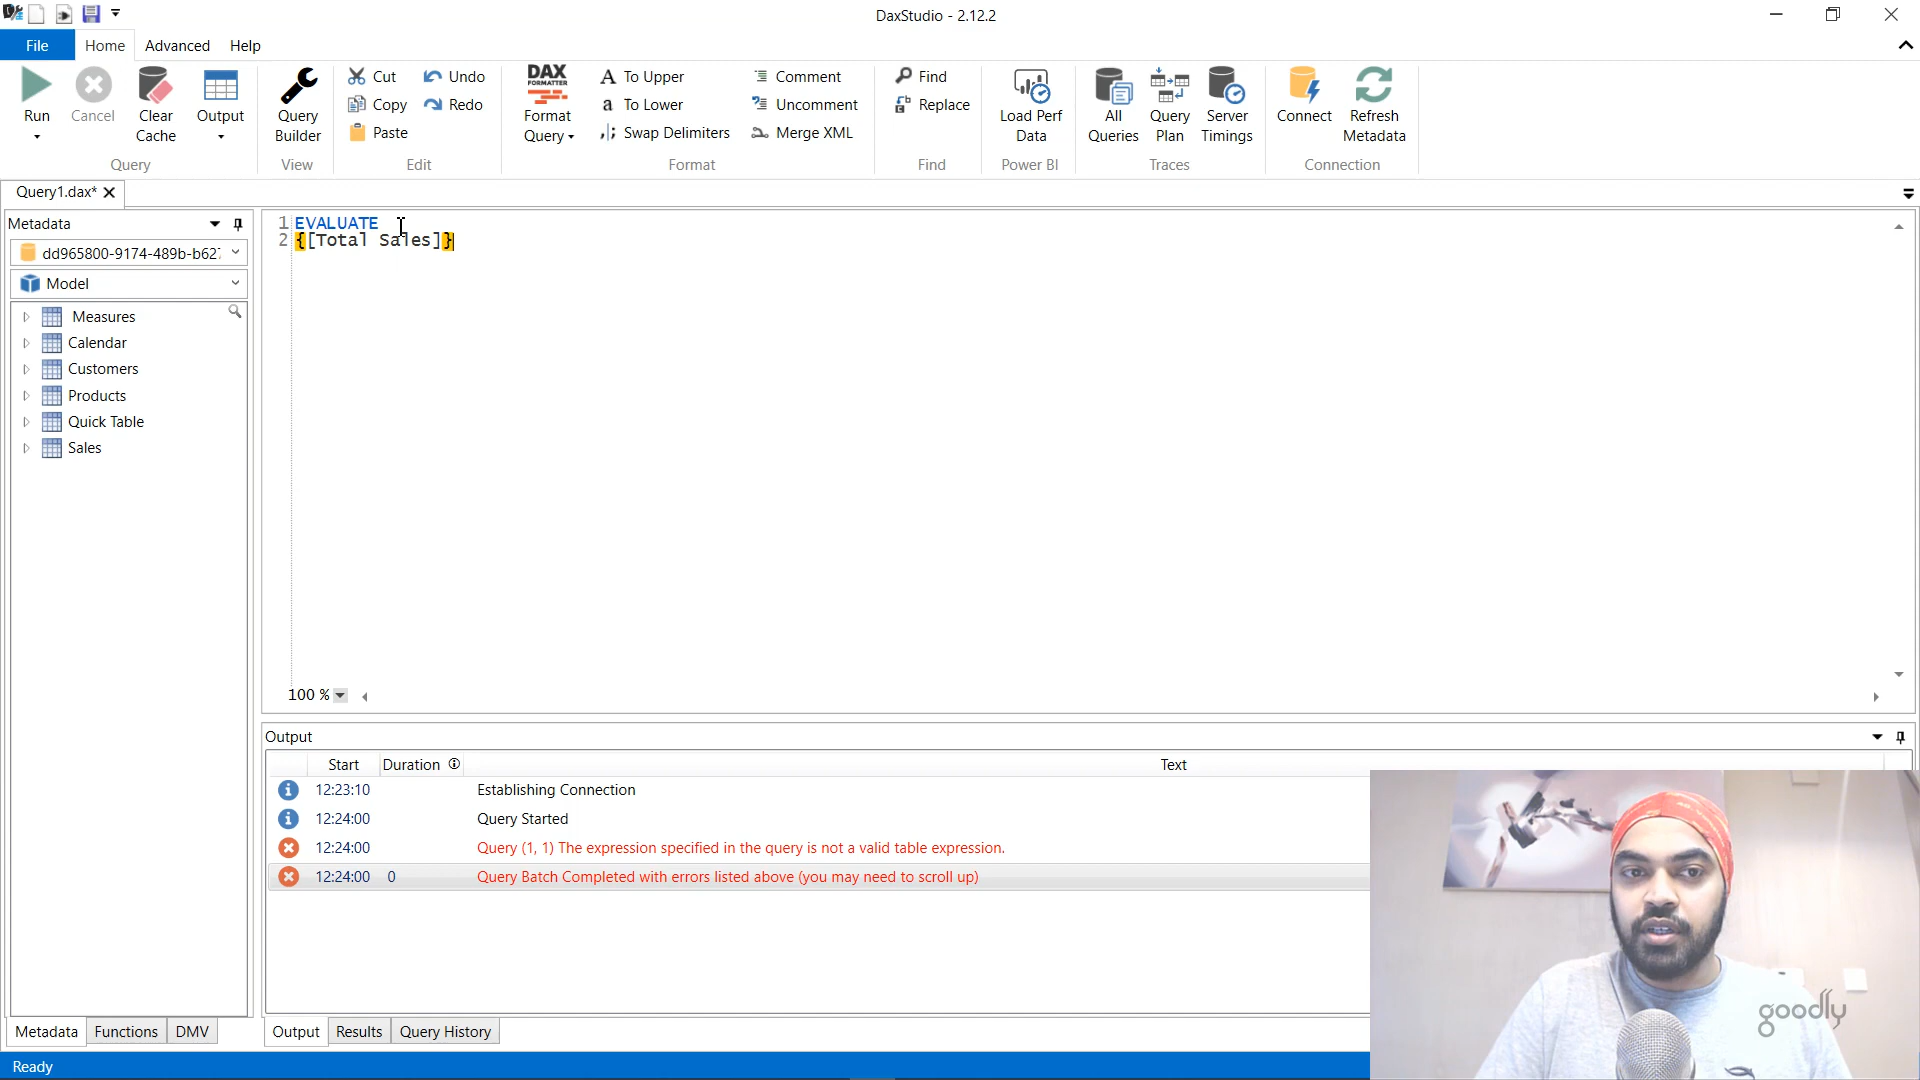 DaxStudio - 2.12.2
File
Home
Advanced
Help
Run
Cancel
Clear
Cache
Output
Query
Query
Builder
View
Cut
Copy
Paste
Undo
Redo
Edit
DAX
FORMATTER
Format
Query
A To Upper
a To Lower
Swap Delimiters
Comment
Uncomment
Merge XML
Format
Find
Replace
Find
Load Perf
Data
Power BI
All
Queries
Query
Plan
Server
Timings
Traces
Connect
Refresh
Metadata
Connection
Query1.dax*
Metadata
dd965800-9174-489b-b627
Model
Measures
Calendar
Customers
Products
Quick Table
Sales
1 EVALUATE
2 {[Total Sales]}
100 %
Output
Start Duration Text
12:23:10 Establishing Connection
12:24:00 Query Started
12:24:00 Query (1, 1) The expression specified in the query is not a valid table expression.
12:24:00 0 Query Batch Completed with errors listed above (you may need to scroll up)
Metadata
Functions
DMV
Output
Results
Query History
Ready
goodly